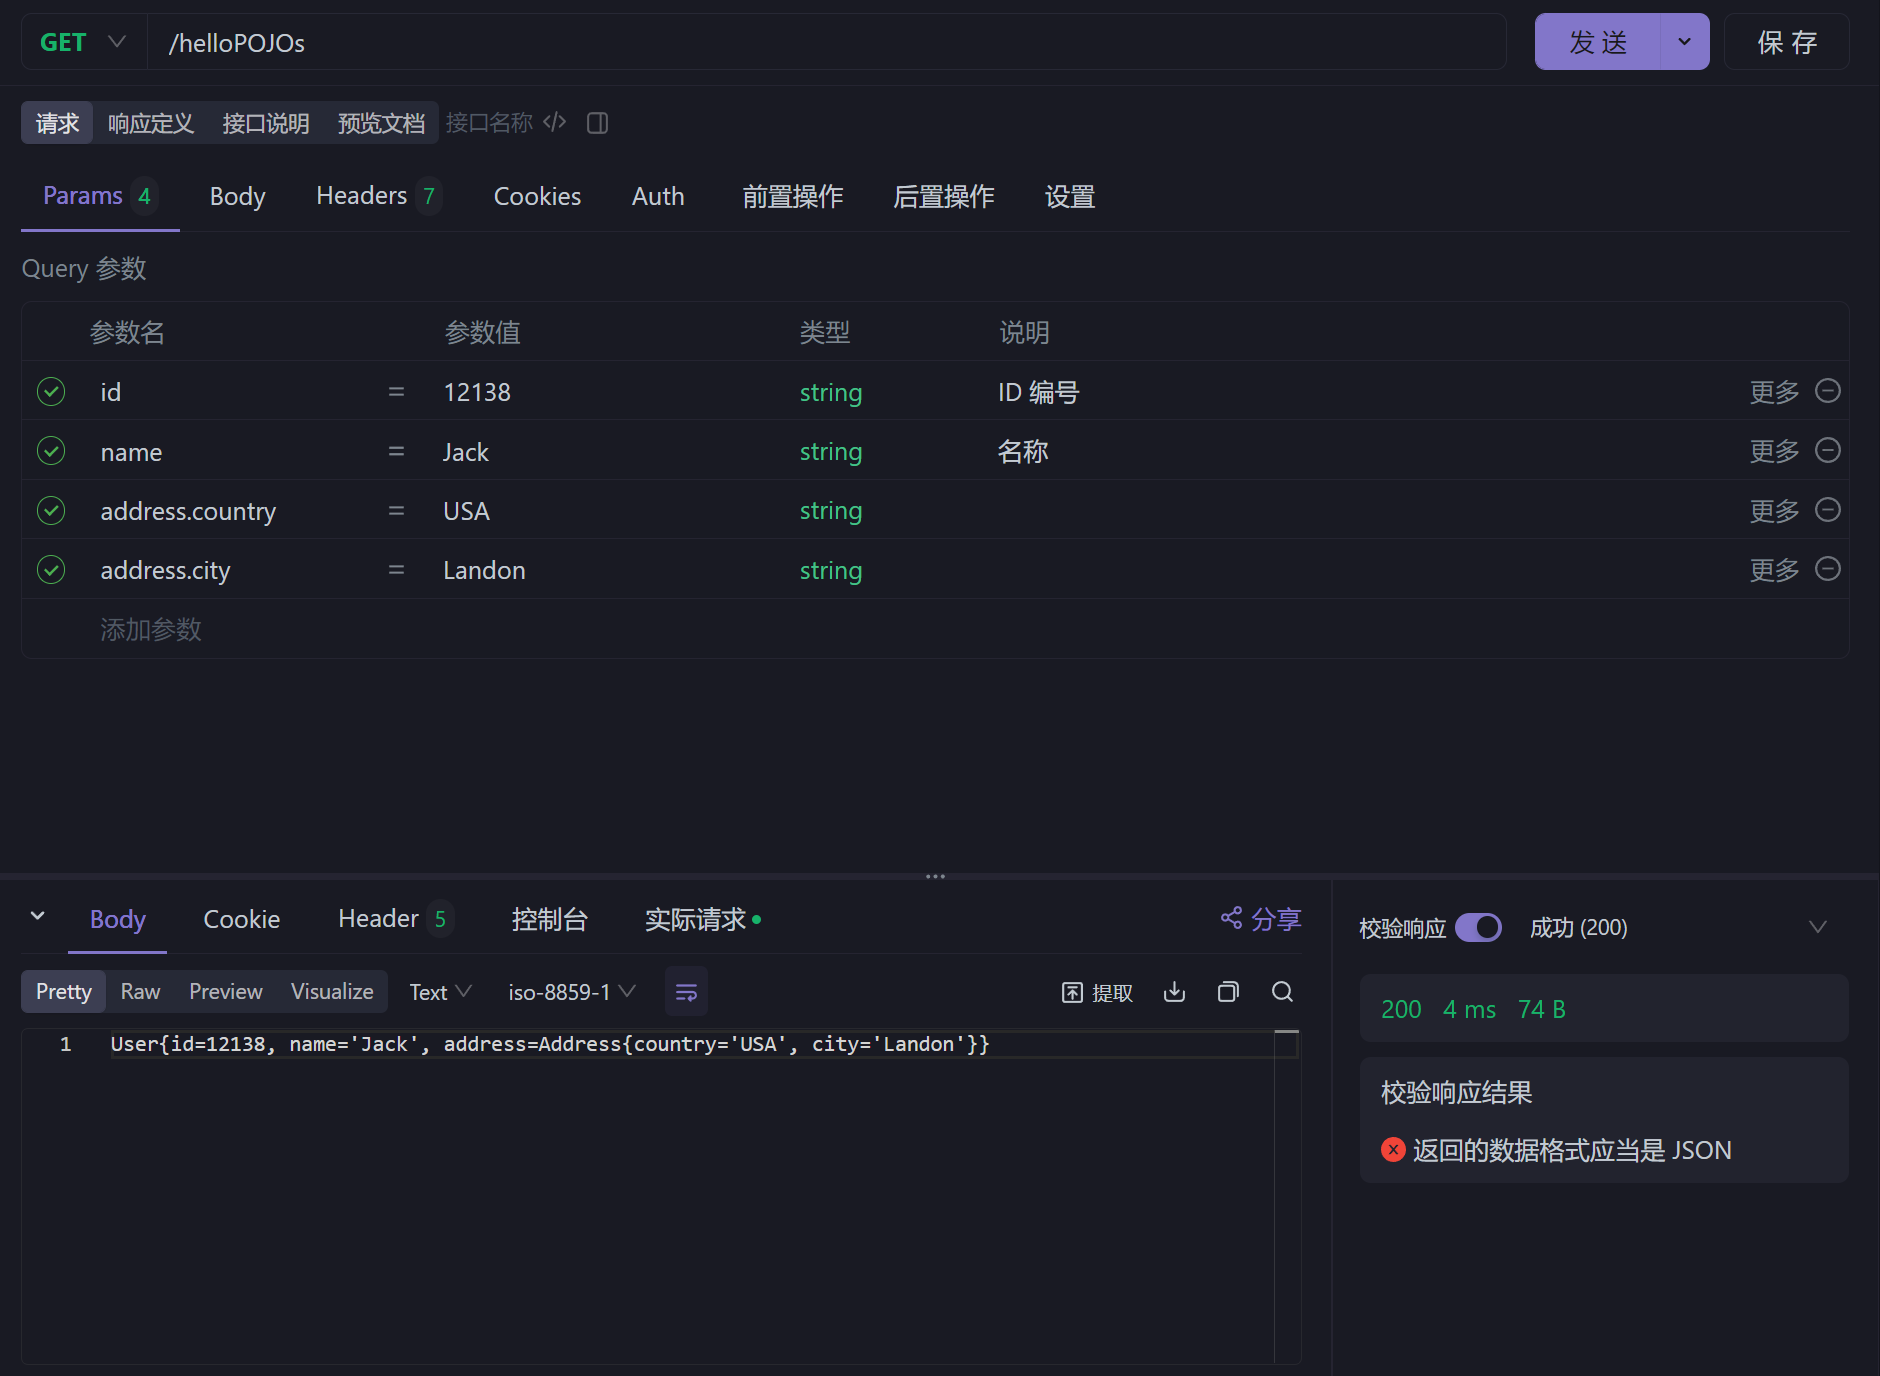 GET /helloPOJOs 发 送 保 存
请求 响应定义 接口说明 预览文档 接口名称
Params 4 Body Headers 7 Cookies Auth 前置操作 后置操作 设置
Query 参数
参数名 参数值 类型 说明
id = 12138 string ID 编号 更多
name = Jack string 名称 更多
address.country = USA string 更多
address.city = Landon string 更多
添加参数
Body Cookie Header 5 控制台 实际请求 分享
Pretty Raw Preview Visualize Text iso-8859-1 提取
1 User{id=12138, name='Jack', address=Address{country='USA', city='Landon'}}
校验响应 成功 (200)
200 4 ms 74 B
校验响应结果
返回的数据格式应当是 JSON